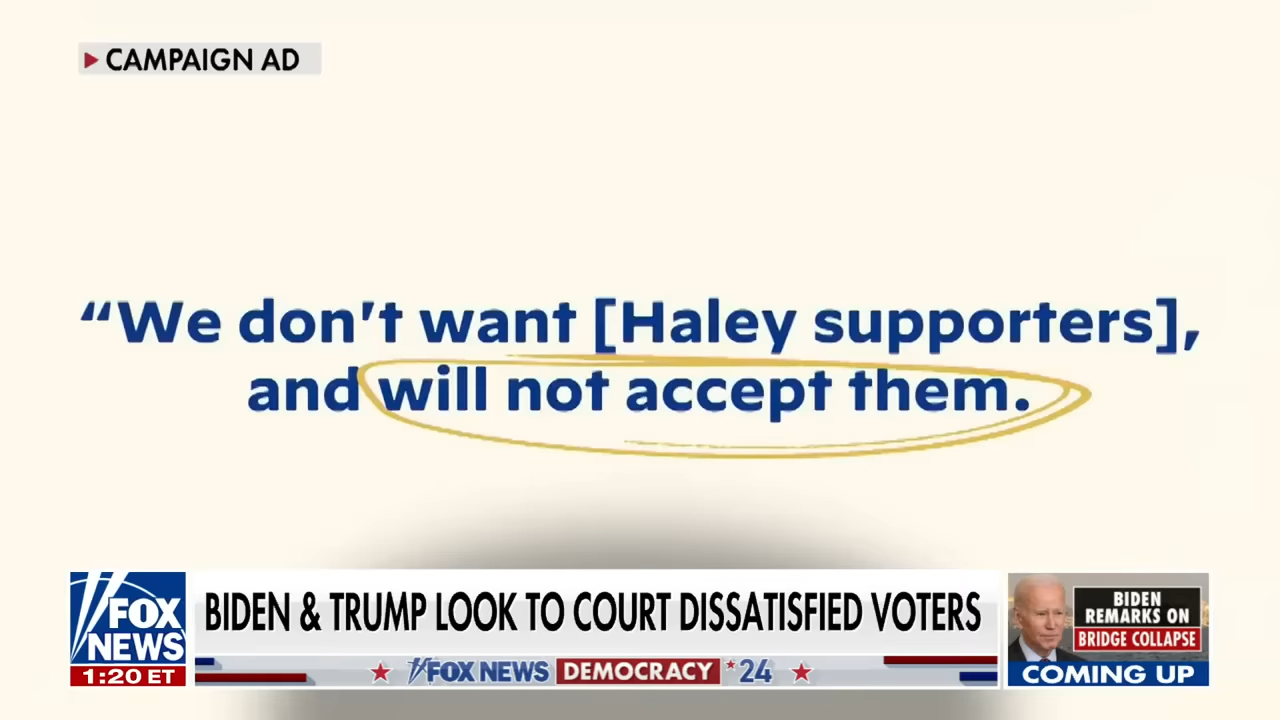 CAMPAIGN AD
“We don’t want [Haley supporters],
and will not accept them.
FOX
NEWS
1:20 ET
BIDEN & TRUMP LOOK TO COURT DISSATISFIED VOTERS
FOX NEWS DEMOCRACY '24
BIDEN
REMARKS ON
BRIDGE COLLAPSE
COMING UP